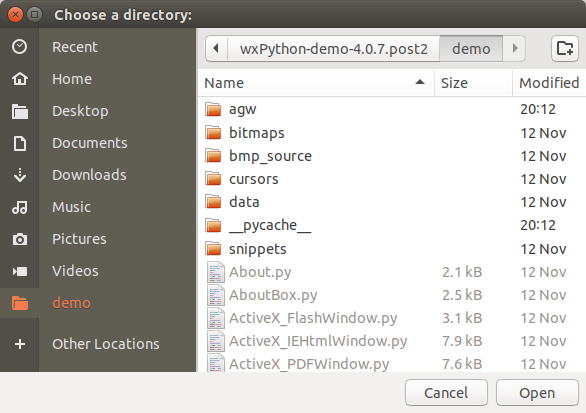 Choose a directory:
Recent
Home
Desktop
Documents
Downloads
Music
Pictures
Videos
demo
Other Locations
wxPython-demo-4.0.7.post2 demo
Name Size Modified
agw 20:12
bitmaps 12 Nov
bmp_source 12 Nov
cursors 12 Nov
data 12 Nov
__pycache__ 20:12
snippets 12 Nov
About.py 2.1 kB 12 Nov
AboutBox.py 2.5 kB 12 Nov
ActiveX_FlashWindow.py 3.1 kB 12 Nov
ActiveX_IEHtmlWindow.py 7.9 kB 12 Nov
ActiveX_PDFWindow.py 7.6 kB 12 Nov
Cancel Open